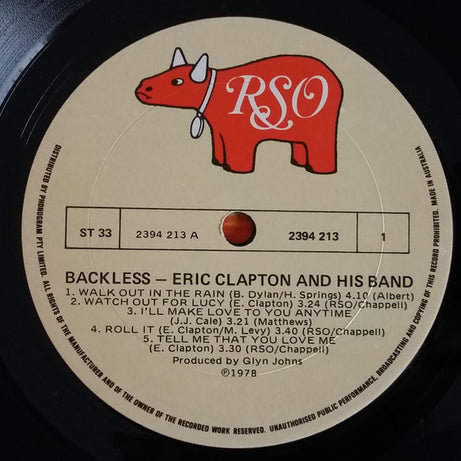 RSO
ST 33
2394 213 A
2394 213
1
BACKLESS – ERIC CLAPTON AND HIS BAND
1. WALK OUT IN THE RAIN (B. Dylan/H. Springs) 4.10 (Albert)
2. WATCH OUT FOR LUCY (E. Clapton) 3.24 (RSO/Chappell)
3. I'LL MAKE LOVE TO YOU ANYTIME
(J.J. Cale) 3.21 (Matthews)
4. ROLL IT (E. Clapton/M. Levy) 3.40 (RSO/Chappell)
5. TELL ME THAT YOU LOVE ME
(E. Clapton) 3.30 (RSO/Chappell)
Produced by Glyn Johns
℗1978
DISTRIBUTED BY PHONOGRAM PTY LIMITED. ALL RIGHTS OF THE MANUFACTURER AND OF THE OWNER OF THE RECORDED WORK RESERVED. UNAUTHORISED PUBLIC PERFORMANCE, BROADCASTING AND COPYING OF THIS RECORD PROHIBITED. MADE IN AUSTRALIA.